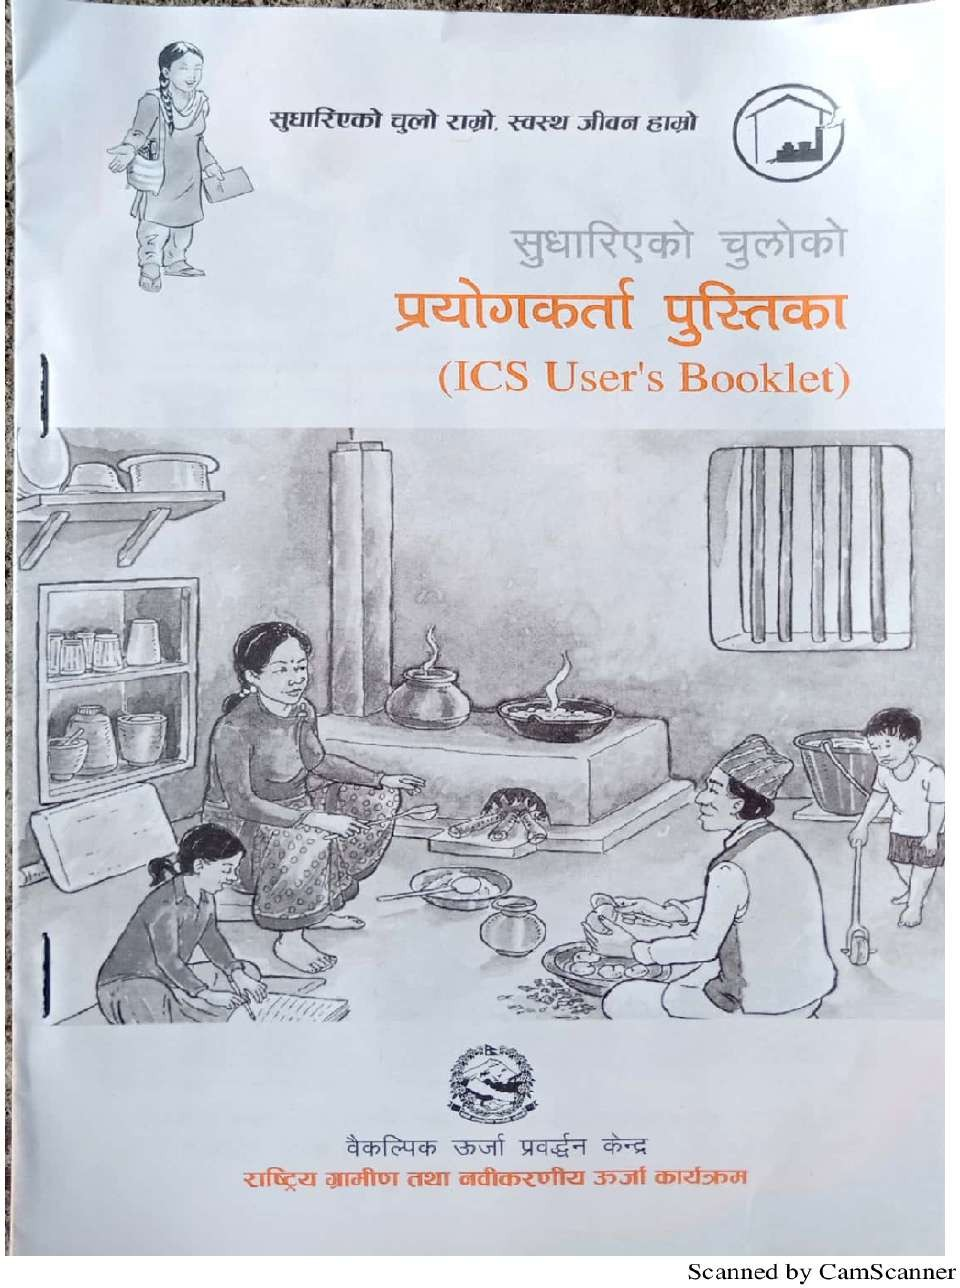 सुधारिएको चुलो राम्रो, स्वस्थ जीवन हाम्रो
सुधारिएको चुलोको
प्रयोगकर्ता पुस्तिका
(ICS User's Booklet)
वैकल्पिक ऊर्जा प्रवर्द्धन केन्द्र
राष्ट्रिय ग्रामीण तथा नवीकरणीय ऊर्जा कार्यक्रम
Scanned by CamScanner